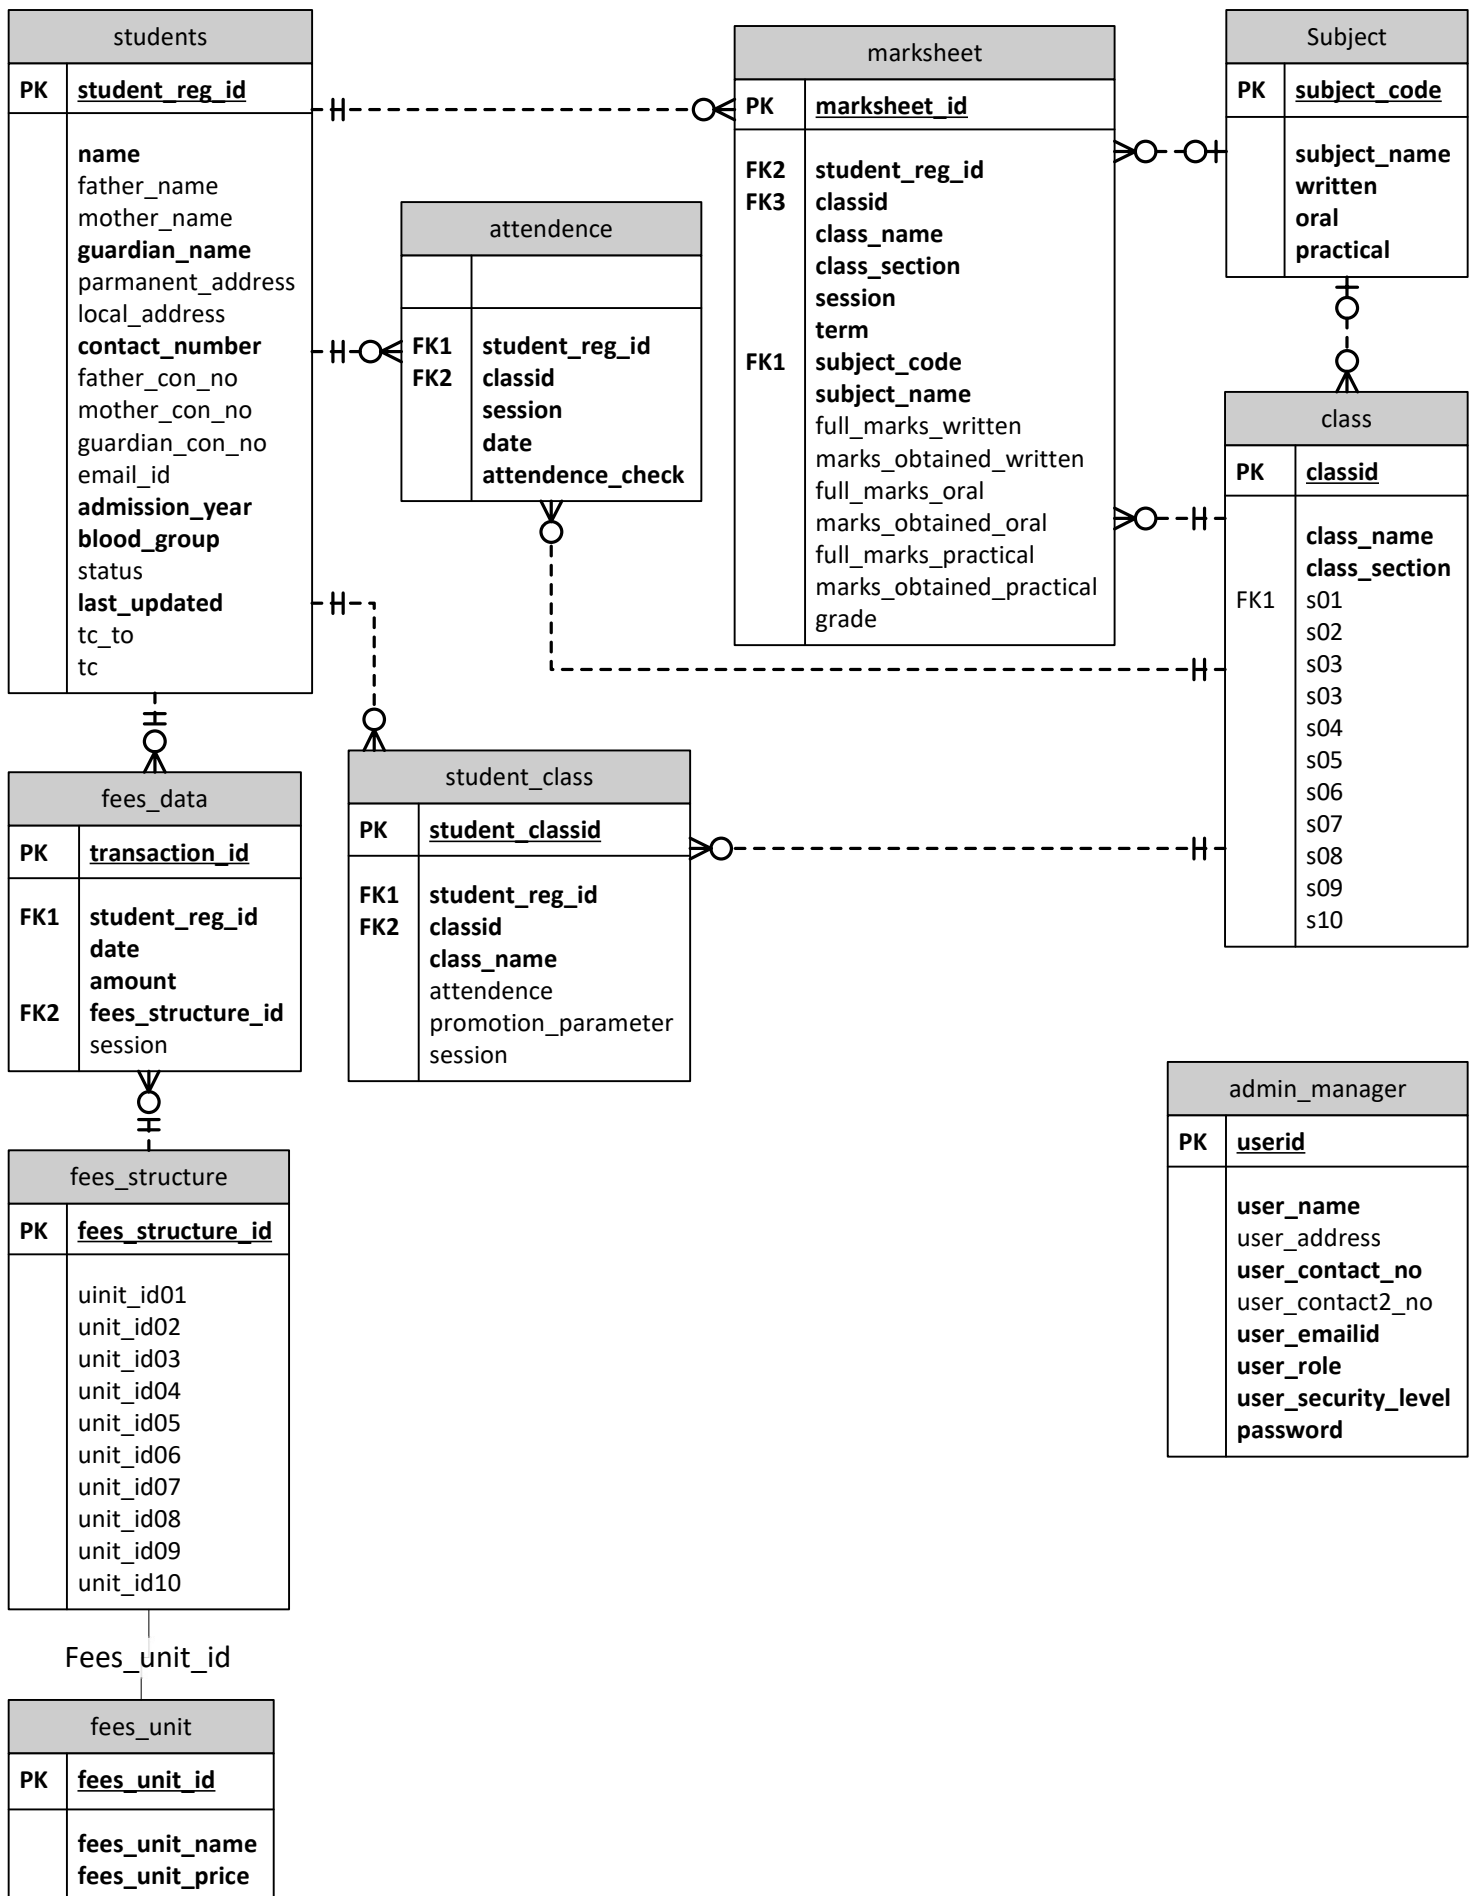 students
PK student_reg_id
name
father_name
mother_name
guardian_name
parmanent_address
local_address
contact_number
father_con_no
mother_con_no
guardian_con_no
email_id
admission_year
blood_group
status
last_updated
tc_to
tc
attendence
FK1 student_reg_id
FK2 classid
session
date
attendence_check
marksheet
PK marksheet_id
FK2 student_reg_id
FK3 classid
class_name
class_section
session
term
FK1 subject_code
subject_name
full_marks_written
marks_obtained_written
full_marks_oral
marks_obtained_oral
full_marks_practical
marks_obtained_practical
grade
Subject
PK subject_code
subject_name
written
oral
practical
class
PK classid
class_name
class_section
FK1 s01
s02
s03
s03
s04
s05
s06
s07
s08
s09
s10
fees_data
PK transaction_id
FK1 student_reg_id
date
amount
FK2 fees_structure_id
session
student_class
PK student_classid
FK1 student_reg_id
FK2 classid
class_name
attendence
promotion_parameter
session
admin_manager
PK userid
user_name
user_address
user_contact_no
user_contact2_no
user_emailid
user_role
user_security_level
password
fees_structure
PK fees_structure_id
uinit_id01
unit_id02
unit_id03
unit_id04
unit_id05
unit_id06
unit_id07
unit_id08
unit_id09
unit_id10
Fees_unit_id
fees_unit
PK fees_unit_id
fees_unit_name
fees_unit_price